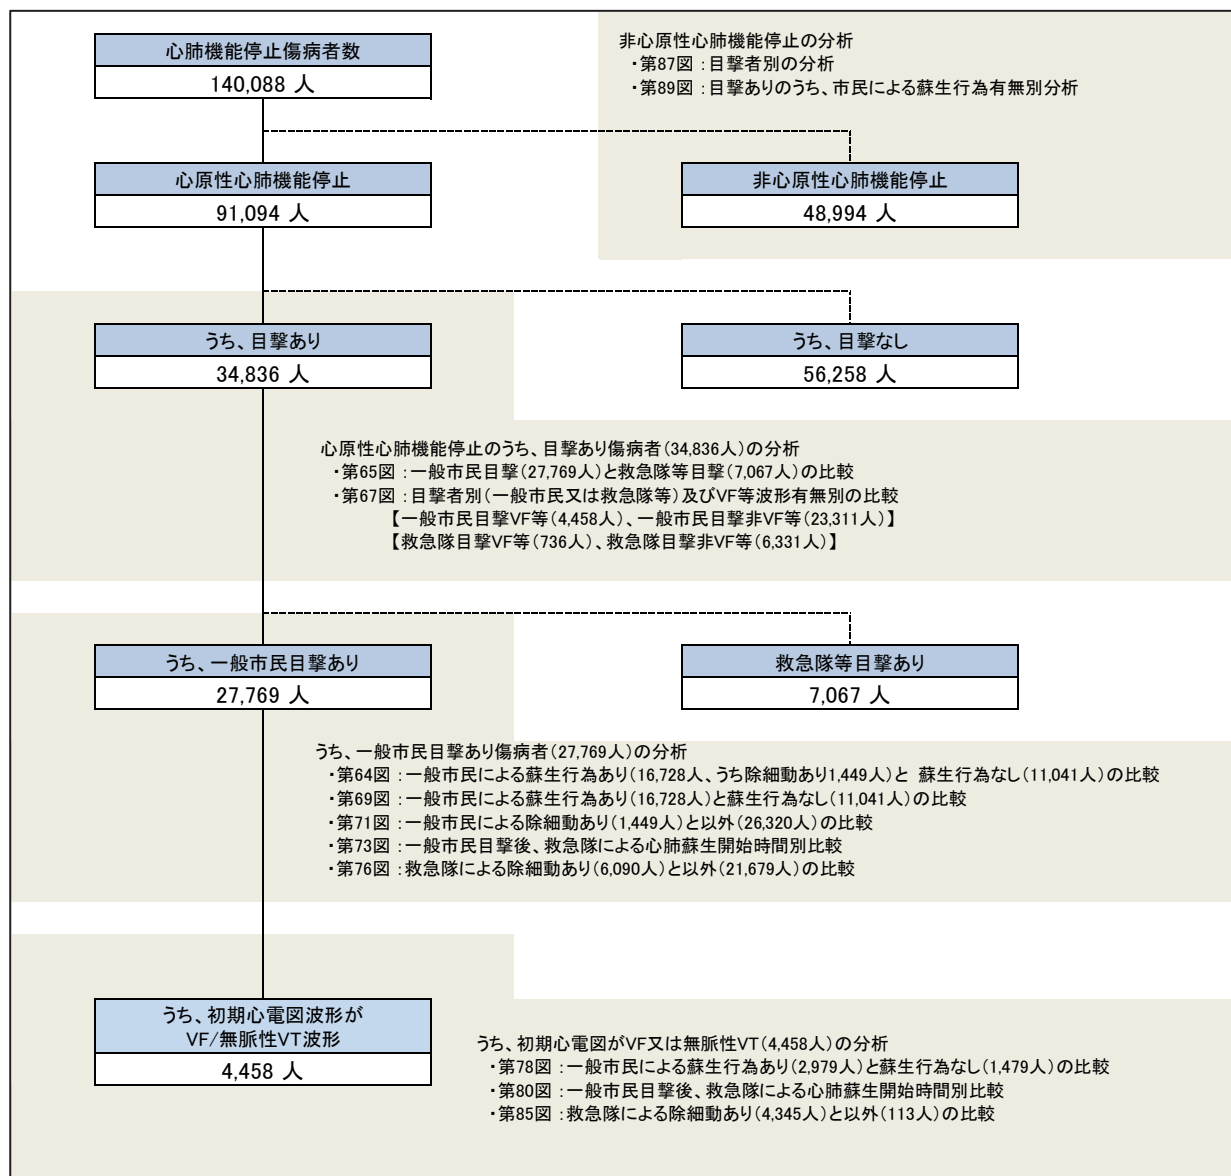 心肺機能停止傷病者数
140,088 人
非心原性心肺機能停止の分析
・第87図：目撃者別の分析
・第89図：目撃ありのうち、市民による蘇生行為有無別分析
心原性心肺機能停止
91,094 人
非心原性心肺機能停止
48,994 人
うち、目撃あり
34,836 人
うち、目撃なし
56,258 人
心原性心肺機能停止のうち、目撃あり傷病者(34,836人)の分析
・第65図：一般市民目撃(27,769人)と救急隊等目撃(7,067人)の比較
・第67図：目撃者別(一般市民又は救急隊等)及びVF等波形有無別の比較
【一般市民目撃VF等(4,458人)、一般市民目撃非VF等(23,311人)】
【救急隊目撃VF等(736人)、救急隊目撃非VF等(6,331人)】
うち、一般市民目撃あり
27,769 人
救急隊等目撃あり
7,067 人
うち、一般市民目撃あり傷病者(27,769人)の分析
・第64図：一般市民による蘇生行為あり(16,728人、うち除細動あり1,449人)と 蘇生行為なし(11,041人)の比較
・第69図：一般市民による蘇生行為あり(16,728人)と蘇生行為なし(11,041人)の比較
・第71図：一般市民による除細動あり(1,449人)と以外(26,320人)の比較
・第73図：一般市民目撃後、救急隊による心肺蘇生開始時間別比較
・第76図：救急隊による除細動あり(6,090人)と以外(21,679人)の比較
うち、初期心電図波形が
VF/無脈性VT波形
4,458 人
うち、初期心電図がVF又は無脈性VT(4,458人)の分析
・第78図：一般市民による蘇生行為あり(2,979人)と蘇生行為なし(1,479人)の比較
・第80図：一般市民目撃後、救急隊による心肺蘇生開始時間別比較
・第85図：救急隊による除細動あり(4,345人)と以外(113人)の比較